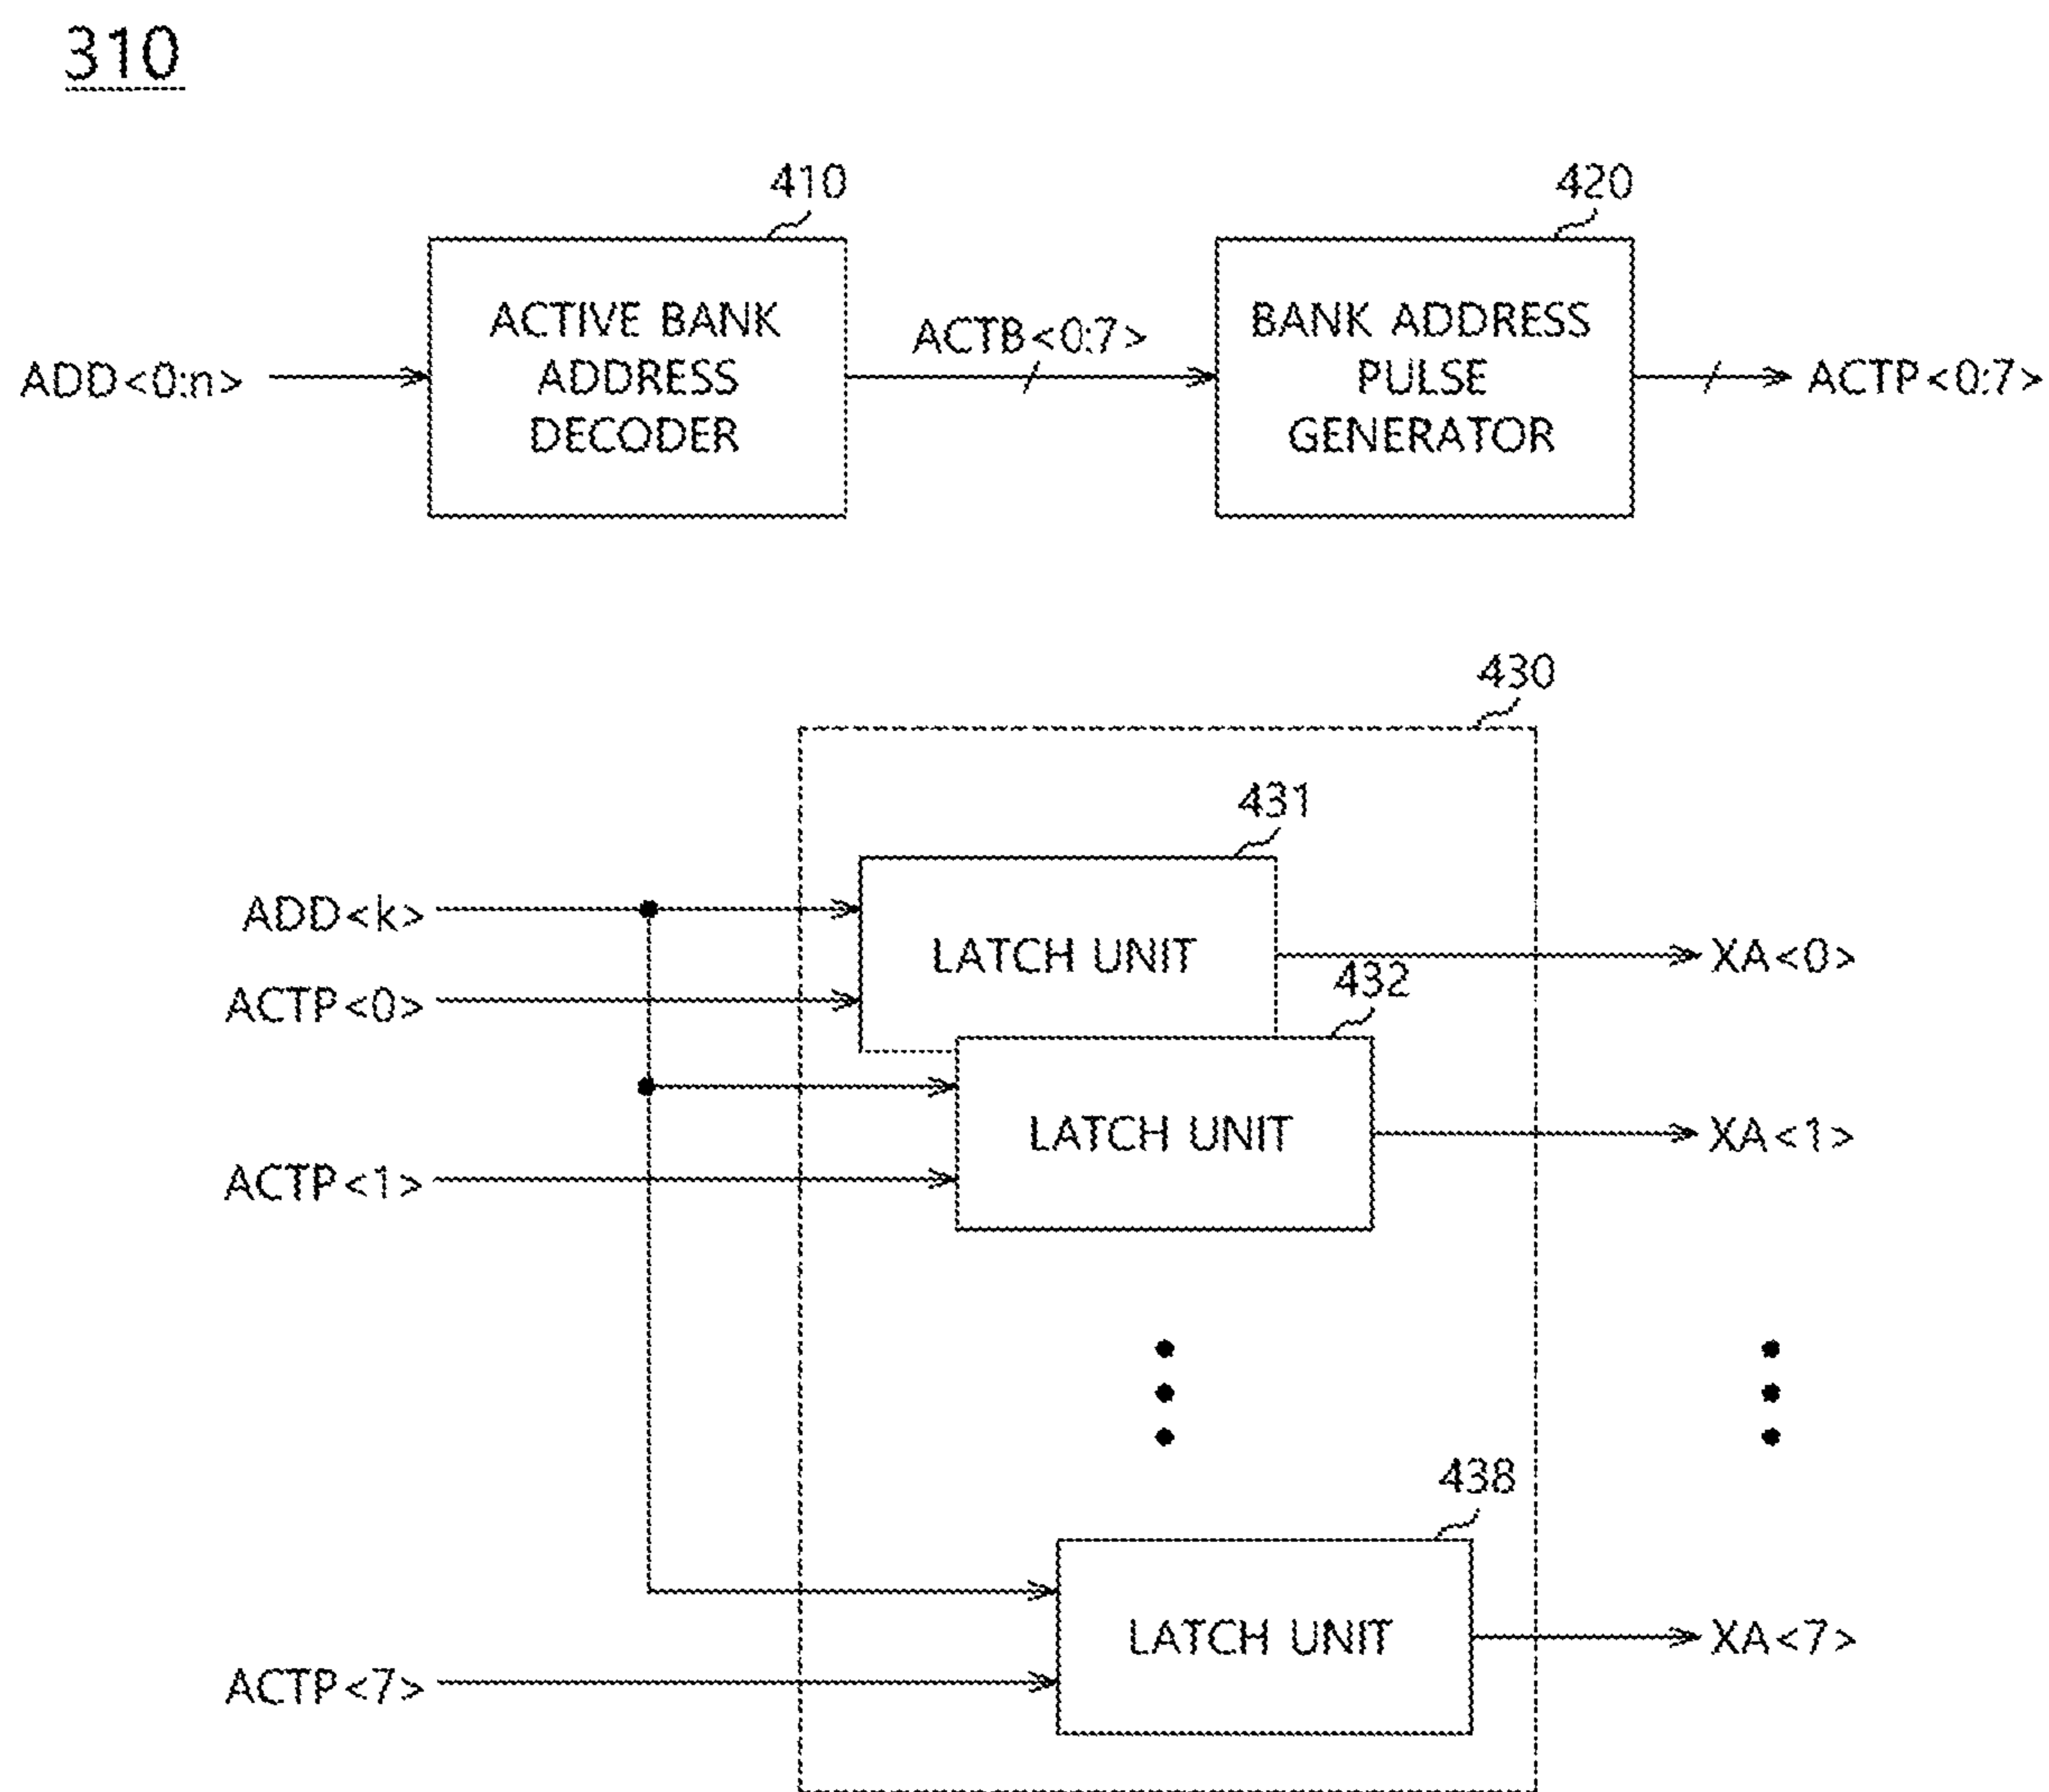 310
410
420
ACTIVE BANK
ADDRESS
DECODER
BANK ADDRESS
PULSE
GENERATOR
ADD<0:n>
ACTB<0:7>
ACTP<0:7>
430
431
ADD<k>
LATCH UNIT
XA<0>
ACTP<0>
432
LATCH UNIT
XA<1>
ACTP<1>
438
LATCH UNIT
XA<7>
ACTP<7>